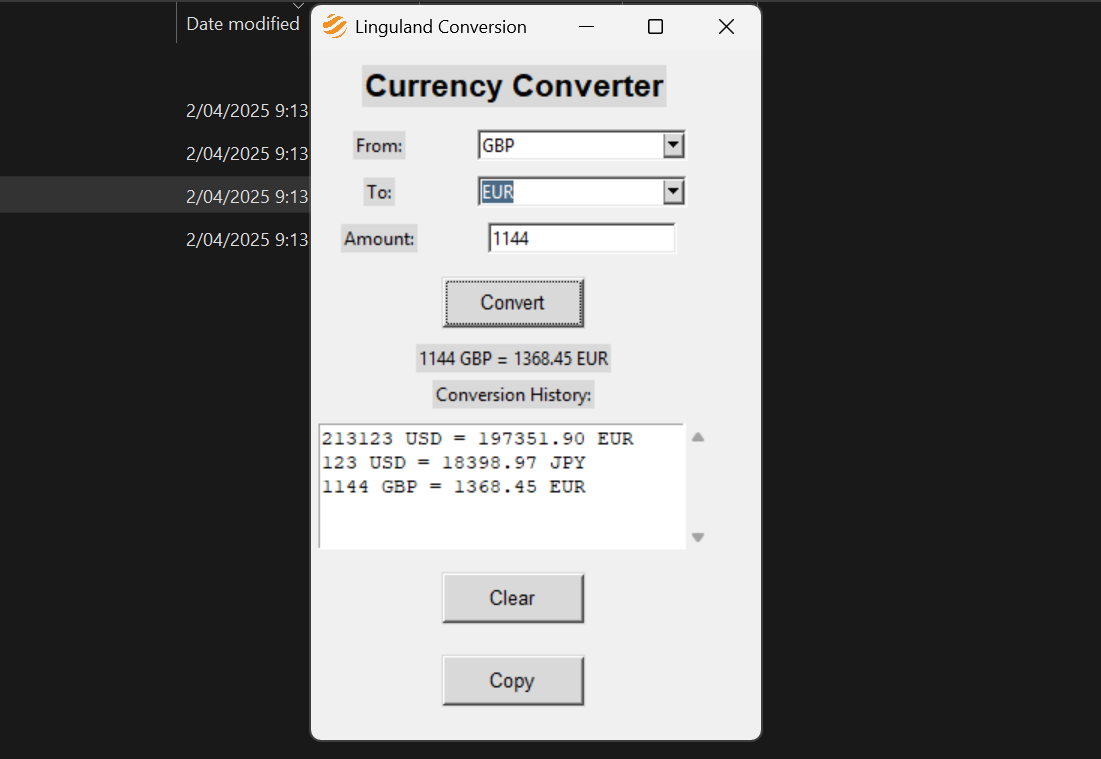 Date modified
2/04/2025 9:13
2/04/2025 9:13
2/04/2025 9:13
2/04/2025 9:13
Linguland Conversion
Currency Converter
From: GBP
To: EUR
Amount: 1144
Convert
1144 GBP = 1368.45 EUR
Conversion History:
213123 USD = 197351.90 EUR
123 USD = 18398.97 JPY
1144 GBP = 1368.45 EUR
Clear
Copy